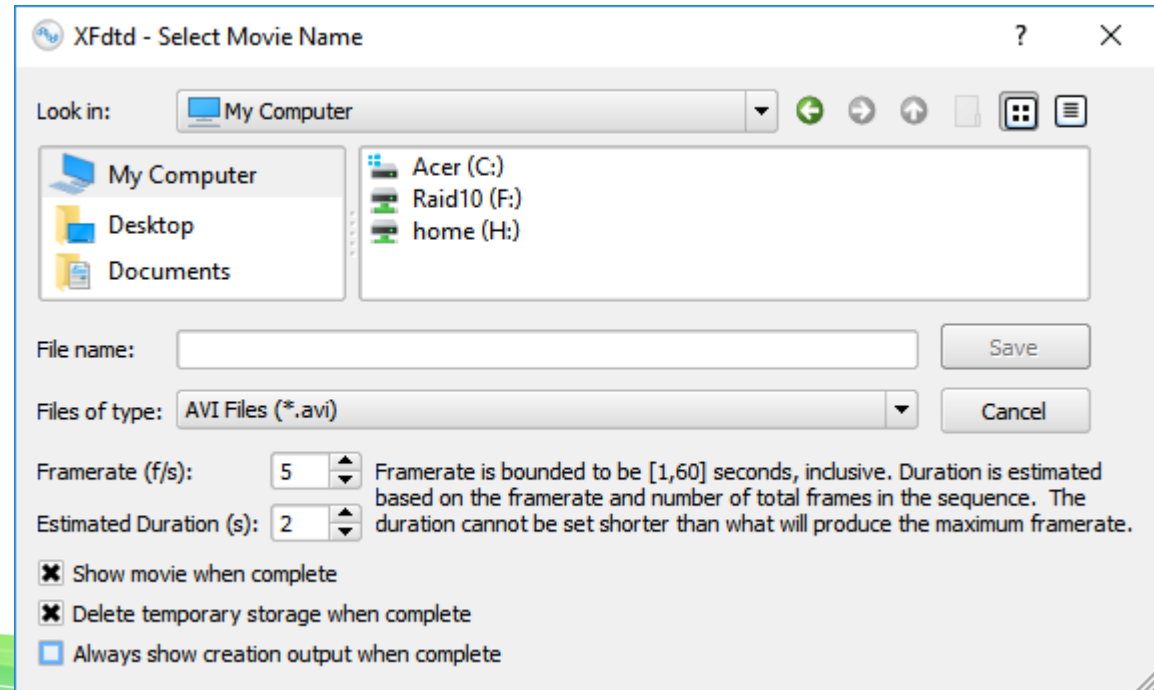 XFdtd - Select Movie Name
?
Look in:
My Computer
My Computer
Desktop
Documents
Acer (C:)
Raid10 (F:)
home (H:)
File name:
Save
Files of type:
AVI Files (*.avi)
Cancel
Framerate (f/s):
5
Estimated Duration (s):
2
Framerate is bounded to be [1,60] seconds, inclusive. Duration is estimated
based on the framerate and number of total frames in the sequence.  The
duration cannot be set shorter than what will produce the maximum framerate.
Show movie when complete
Delete temporary storage when complete
Always show creation output when complete